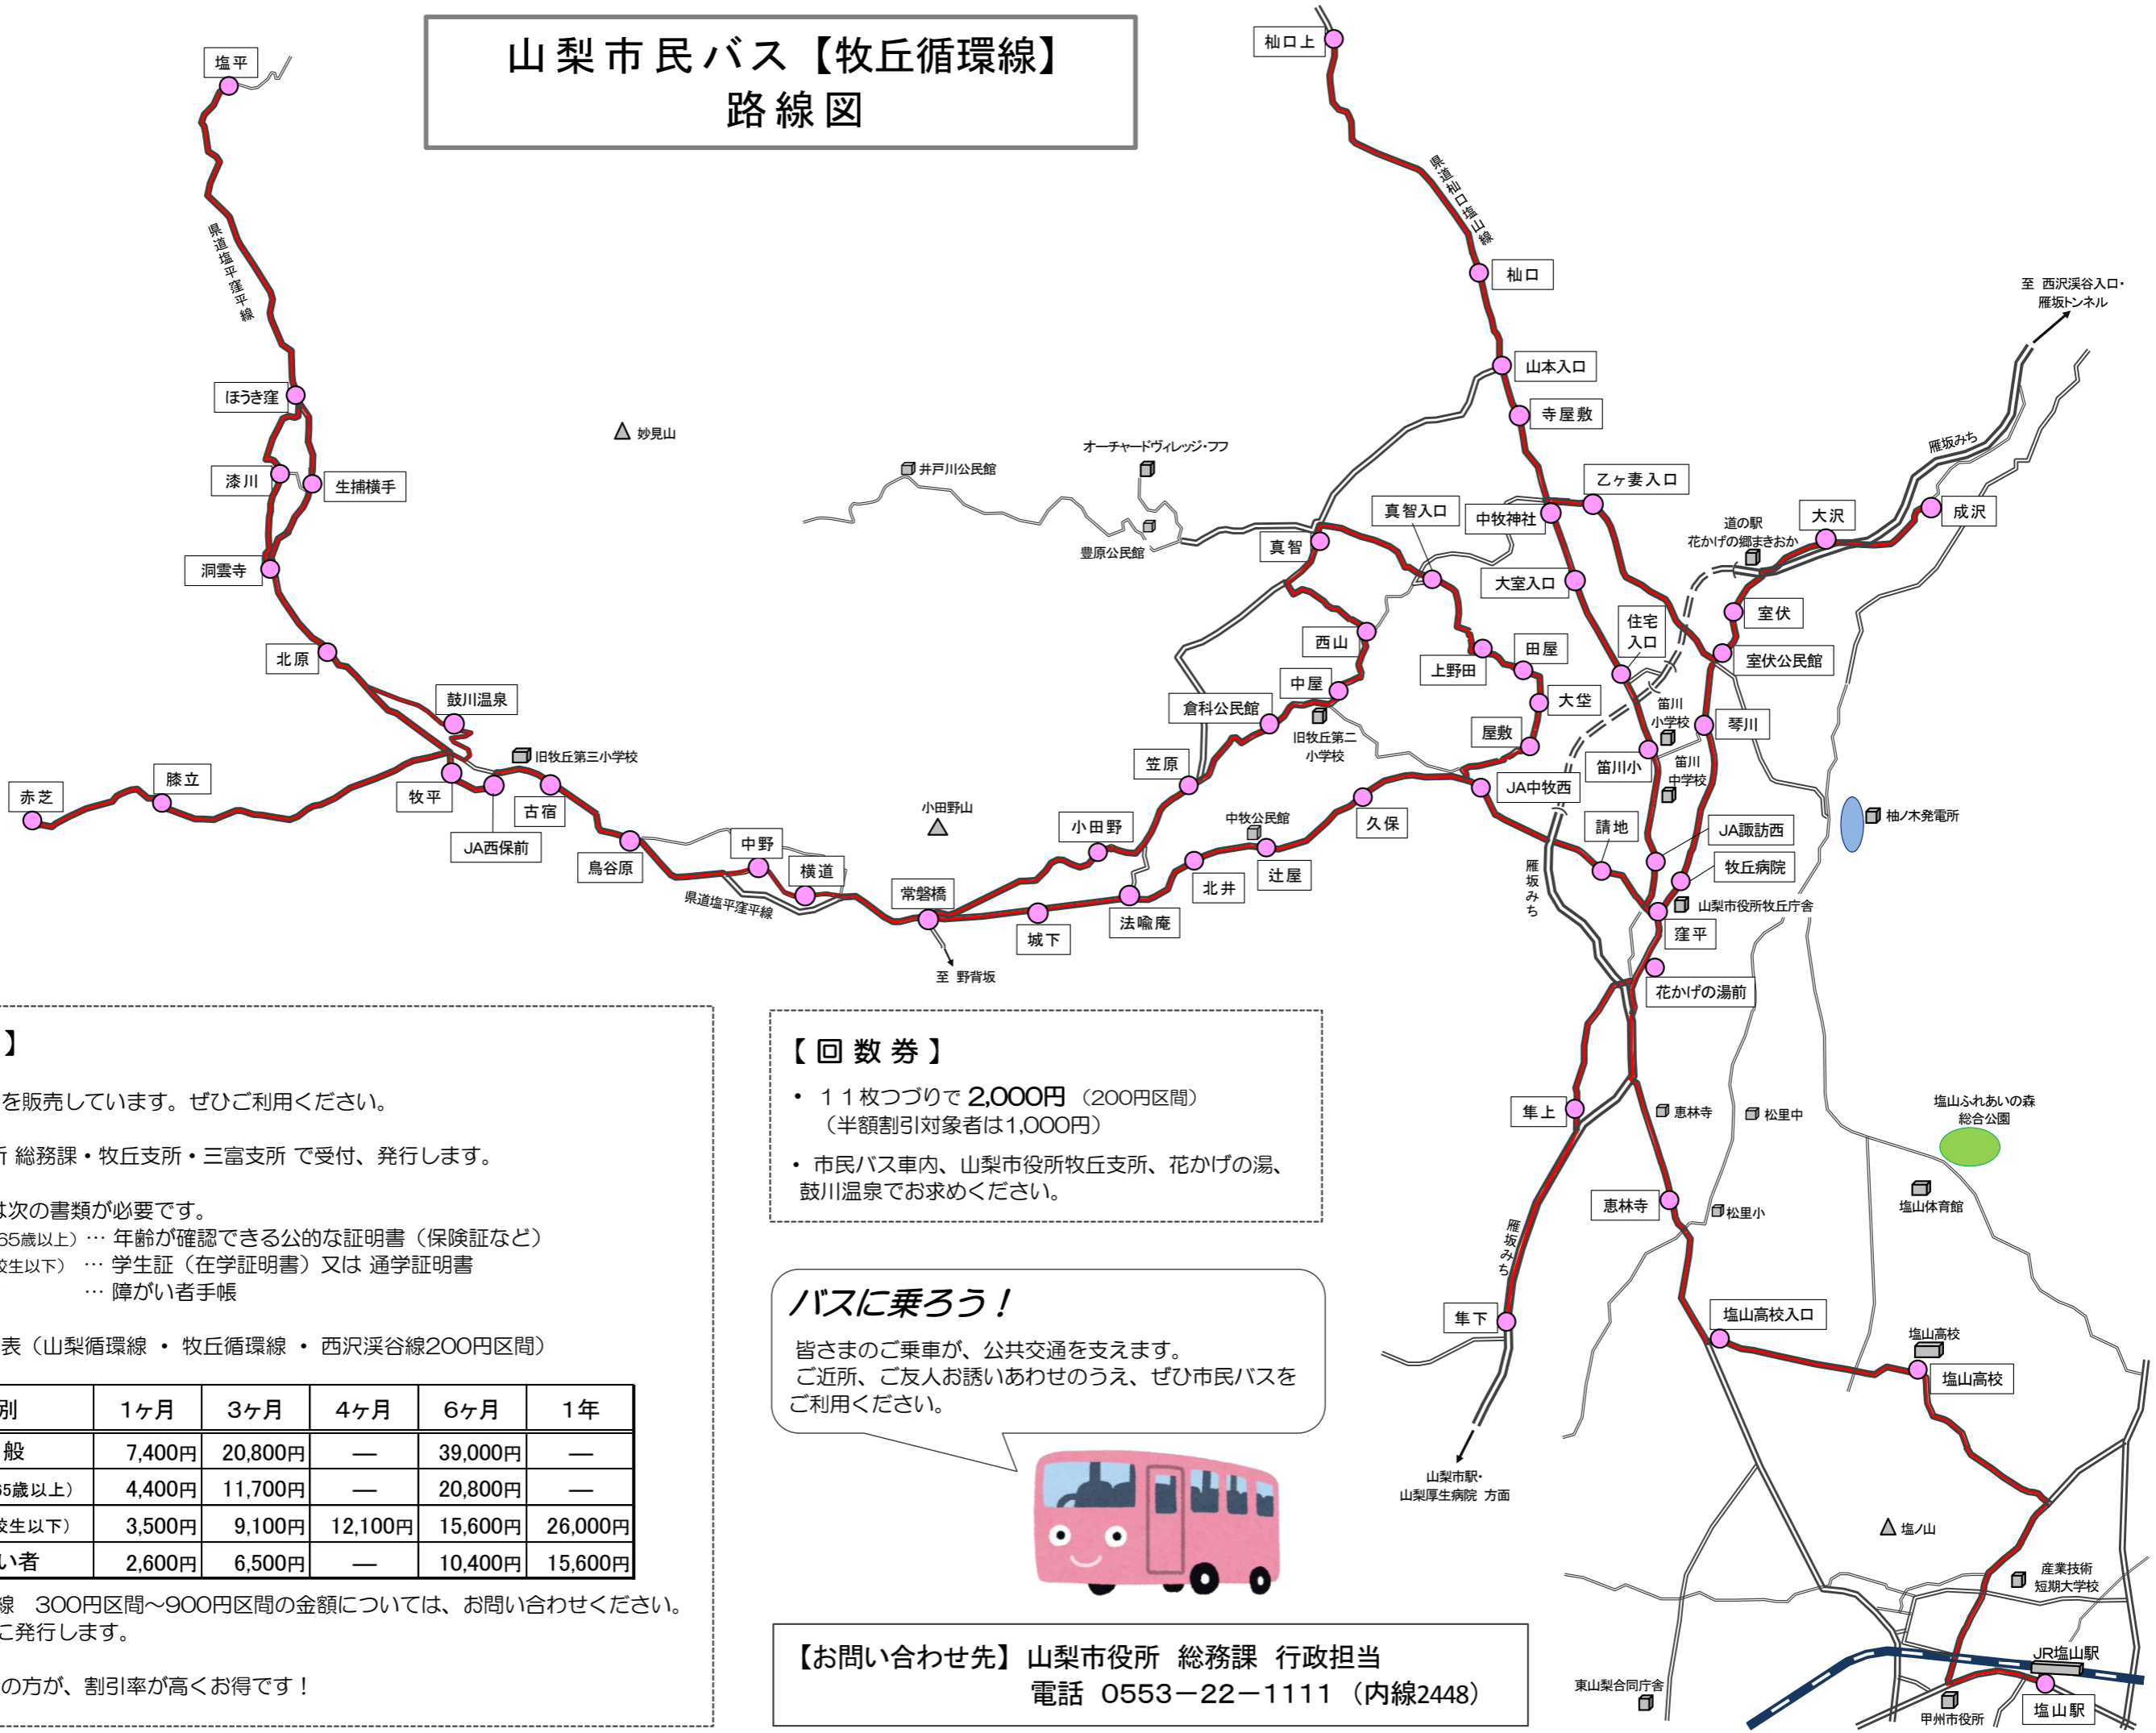 山梨市民バス【牧丘循環線】
路線図
塩平
県道塩平窪平線
ほうき窪
漆川
生捕横手
洞雲寺
北原
鼓川温泉
旧牧丘第三小学校
赤芝
膝立
牧平
JA西保前
古宿
鳥谷原
中野
横道
県道塩平窪平線
妙見山
小田野山
常磐橋
至 野背坂
城下
法喩庵
小田野
北井
中牧公民館
辻屋
久保
笠原
倉科公民館
中屋
旧牧丘第二
小学校
西山
真智
井戸川公民館
オーチャードヴィレッジ・フフ
豊原公民館
真智入口
上野田
田屋
大垈
屋敷
JA中牧西
請地
杣口上
県道杣口塩山線
杣口
山本入口
寺屋敷
乙ヶ妻入口
中牧神社
大室入口
住宅
入口
笛川
小学校
笛川小
笛川
中学校
琴川
JA諏訪西
牧丘病院
山梨市役所牧丘庁舎
窪平
花かげの湯前
至 西沢渓谷入口・
雁坂トンネル
雁坂みち
成沢
大沢
道の駅
花かげの郷まきおか
室伏
室伏公民館
柚ノ木発電所
雁坂みち
隼上
恵林寺
松里中
塩山ふれあいの森
総合公園
塩山体育館
恵林寺
松里小
雁坂みち
隼下
塩山高校入口
塩山高校
塩山高校
山梨市駅・
山梨厚生病院 方面
塩ノ山
産業技術
短期大学校
JR塩山駅
塩山駅
東山梨合同庁舎
甲州市役所
】
を販売しています。ぜひご利用ください。
所 総務課・牧丘支所・三富支所 で受付、発行します。
は次の書類が必要です。
65歳以上）… 年齢が確認できる公的な証明書（保険証など）
校生以下） … 学生証（在学証明書）又は 通学証明書
… 障がい者手帳
表（山梨循環線 ・ 牧丘循環線 ・ 西沢渓谷線200円区間）
別 1ヶ月 3ヶ月 4ヶ月 6ヶ月 1年
般 7,400円 20,800円 ― 39,000円 ―
65歳以上） 4,400円 11,700円 ― 20,800円 ―
校生以下） 3,500円 9,100円 12,100円 15,600円 26,000円
い者 2,600円 6,500円 ― 10,400円 15,600円
線 300円区間～900円区間の金額については、お問い合わせください。
に発行します。
の方が、割引率が高くお得です！
【回数券】
・ 11枚つづりで 2,000円 （200円区間）
（半額割引対象者は1,000円）
・ 市民バス車内、山梨市役所牧丘支所、花かげの湯、
鼓川温泉でお求めください。
バスに乗ろう！
皆さまのご乗車が、公共交通を支えます。
ご近所、ご友人お誘いあわせのうえ、ぜひ市民バスを
ご利用ください。
【お問い合わせ先】山梨市役所 総務課 行政担当
電話 0553－22－1111 （内線2448）